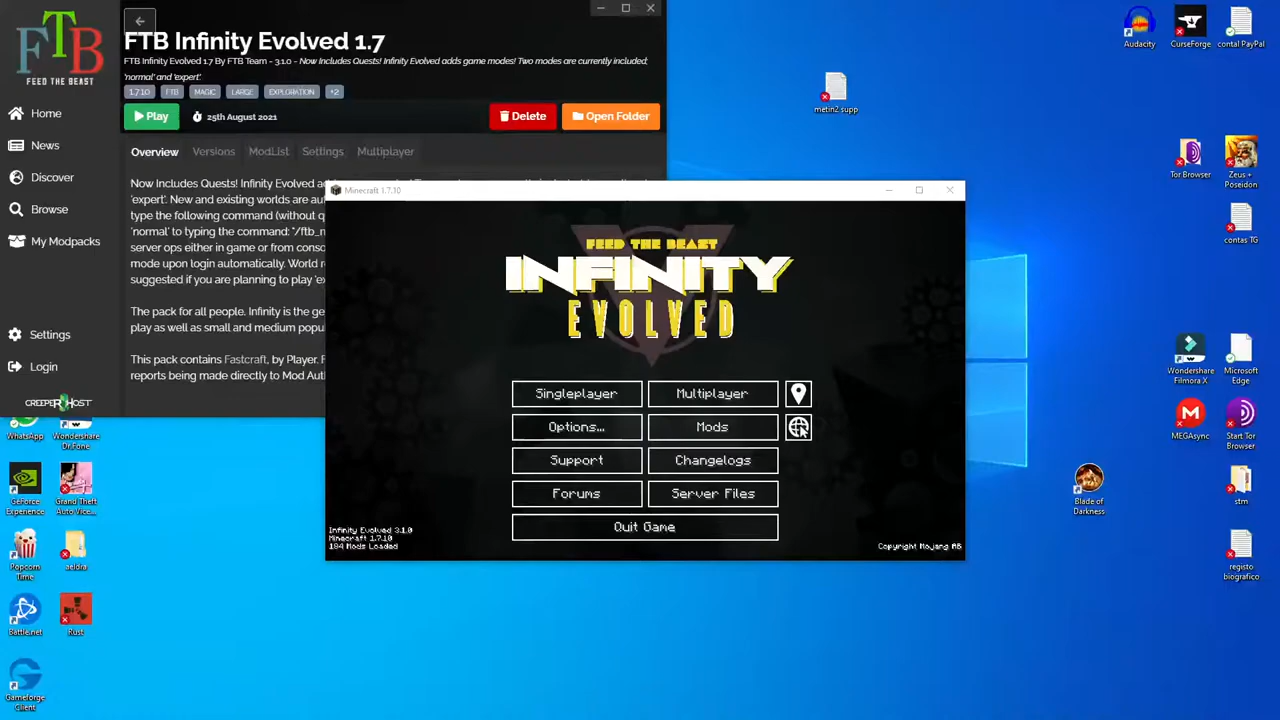 FTB
FEED THE BEAST
Home
News
Discover
Browse
My Modpacks
Settings
Login
CREEPERHOST
FTB Infinity Evolved 1.7
FTB Infinity Evolved 1.7 By FTB Team - 3.1.0 - Now Includes Quests! Infinity Evolved adds game modes! Two modes are currently included;
'normal' and 'expert'.
1.7.10 FTB MAGIC LARGE EXPLORATION +2
Play
25th August 2021
Delete
Open Folder
Overview Versions ModList Settings Multiplayer
Now Includes Quests! Infinity Evolved
'expert'. New and existing worlds are
type the following command (without
'normal' to typing the command: "/ftb_
server ops either in game or from
mode upon login automatically. World
suggested if you are planning to play
The pack for all people. Infinity is the
play as well as small and medium
This pack contains Fastcraft, by Player.
reports being made directly to Mod
Minecraft 1.7.10
FEED THE BEAST
INFINITY
EVOLVED
Singleplayer
Multiplayer
Options...
Mods
Support
Changelogs
Forums
Server Files
Quit Game
Infinity Evolved 3.1.0
Minecraft 1.7.10
184 Mods Loaded
Copyright Mojang AB
metin2 supp
Audacity
CurseForge
contal PayPal
Tor Browser
Zeus +
Poseidon
contas TG
Wondershare
Filmora X
Microsoft
Edge
MEGAsync
Start Tor
Browser
Blade of
Darkness
stm
registo
biografico
WhatsApp
Wondershare
Dr.Fone
GeForce
Experience
Grand Theft
Auto Vice...
Popcorn
Time
aeldra
Battle.net
Rust
Gameforge
Client